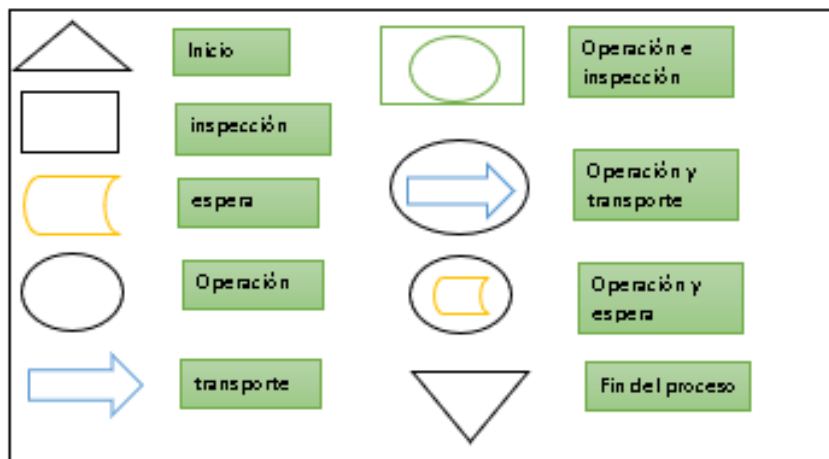 Inicio
inspección
espera
Operación
transporte
Operación e
inspección
Operación y
transporte
Operación y
espera
Fin del proceso